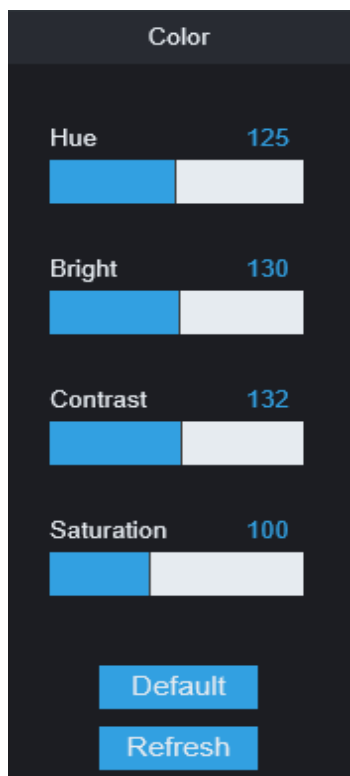 Color
Hue 125
Bright 130
Contrast 132
Saturation 100
Default
Refresh